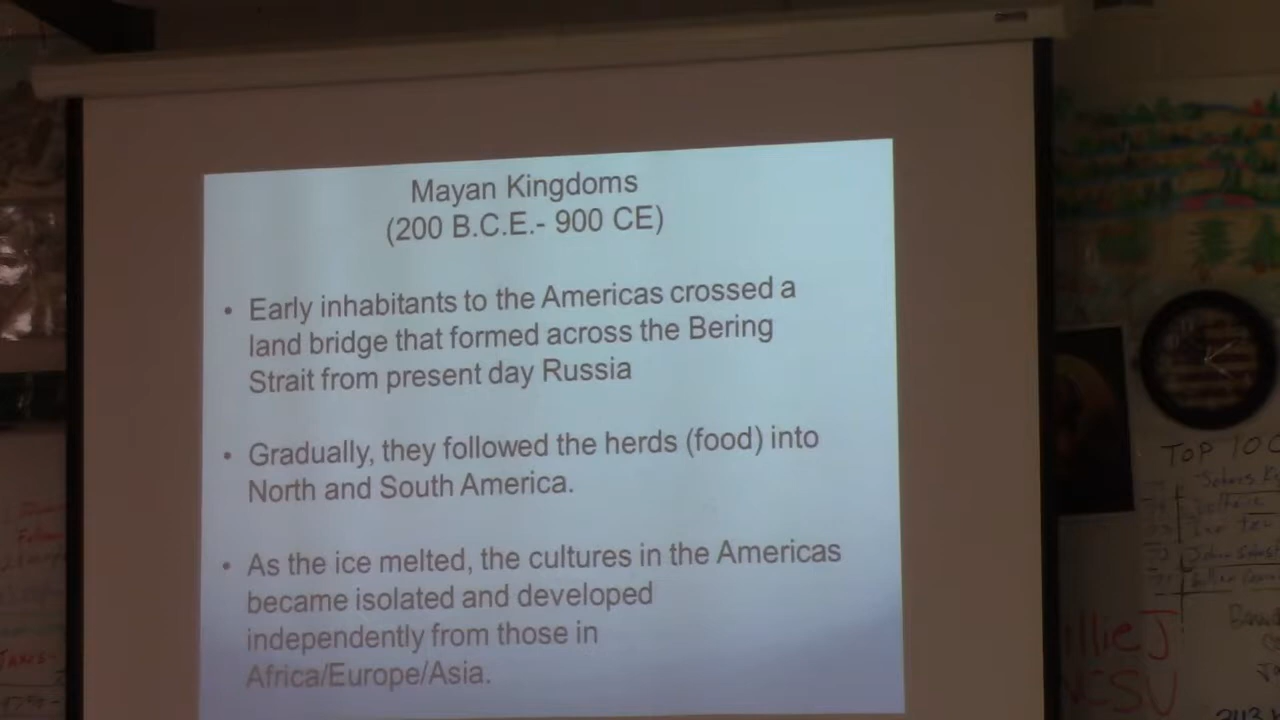 Mayan Kingdoms
(200 B.C.E.- 900 CE)
• Early inhabitants to the Americas crossed a
land bridge that formed across the Bering
Strait from present day Russia
• Gradually, they followed the herds (food) into
North and South America.
• As the ice melted, the cultures in the Americas
became isolated and developed
independently from those in
Africa/Europe/Asia.
TOP 100
illie J